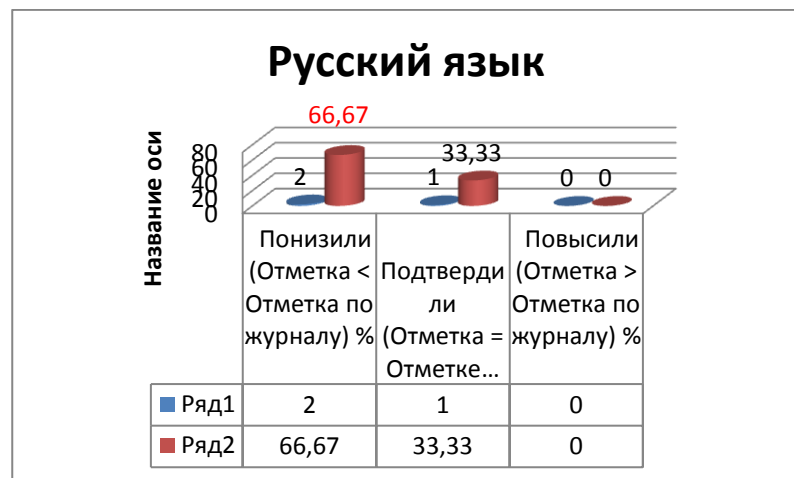 Русский язык
66,67
33,33
2
1
0
0
80
60
40
20
0
Название оси
Понизили
(Отметка <
Отметка по
журналу) %
Подтверди
ли
(Отметка =
Отметке…
Повысили
(Отметка >
Отметка по
журналу) %
Ряд1 2 1 0
Ряд2 66,67 33,33 0